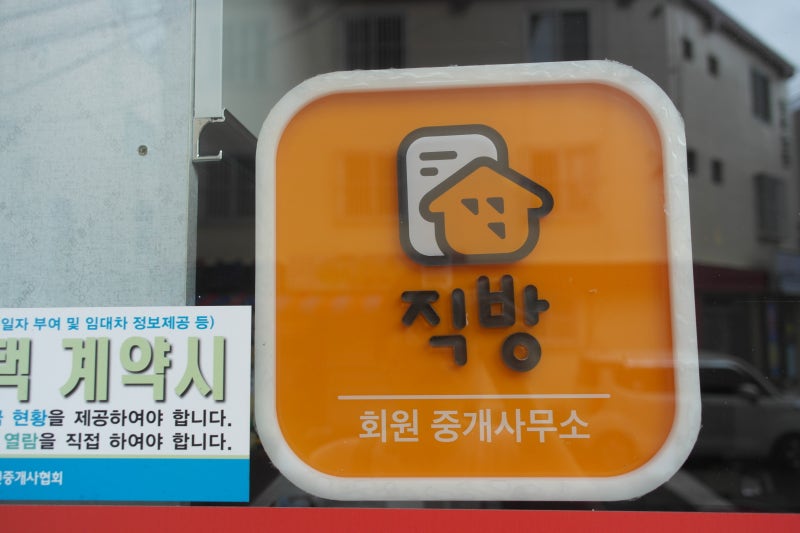 일자 부여 및 임대차 정보제공 등)
택 계약시
현황을 제공하여야 합니다.
열람을 직접 하여야 합니다.
중개사협회
직방
회원 중개사무소